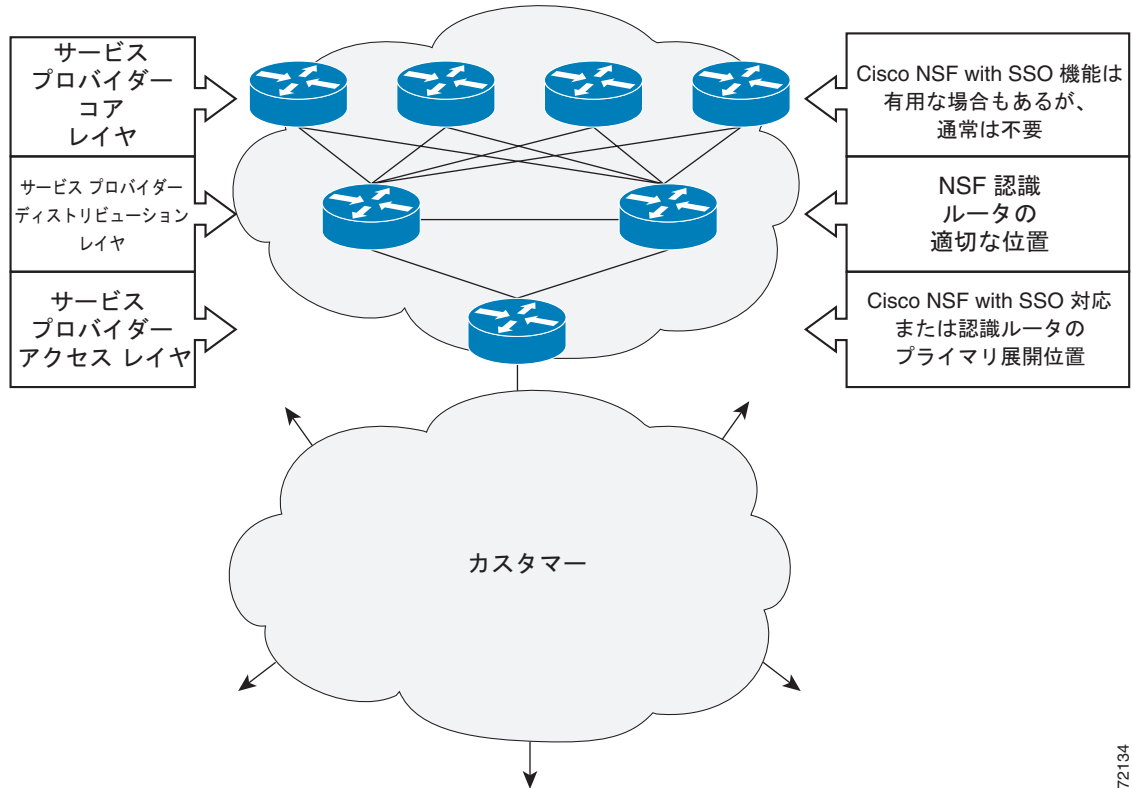 サービス
プロバイダー
コア
レイヤ
Cisco NSF with SSO 機能は
有用な場合もあるが、
通常は不要
サービス プロバイダー
ディストリビューション
レイヤ
NSF 認識
ルータの
適切な位置
サービス
プロバイダー
アクセス レイヤ
Cisco NSF with SSO 対応
または認識ルータの
プライマリ展開位置
カスタマー
72134